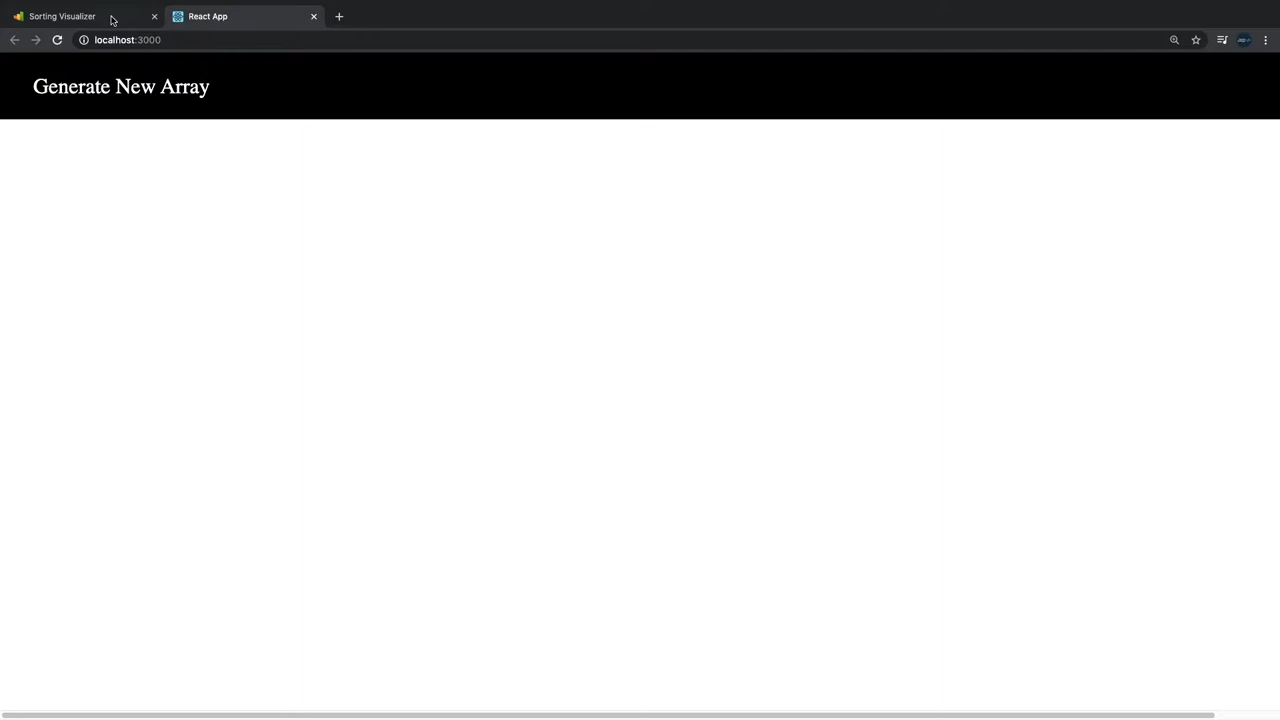 Sorting Visualizer
React App
localhost:3000
Generate New Array